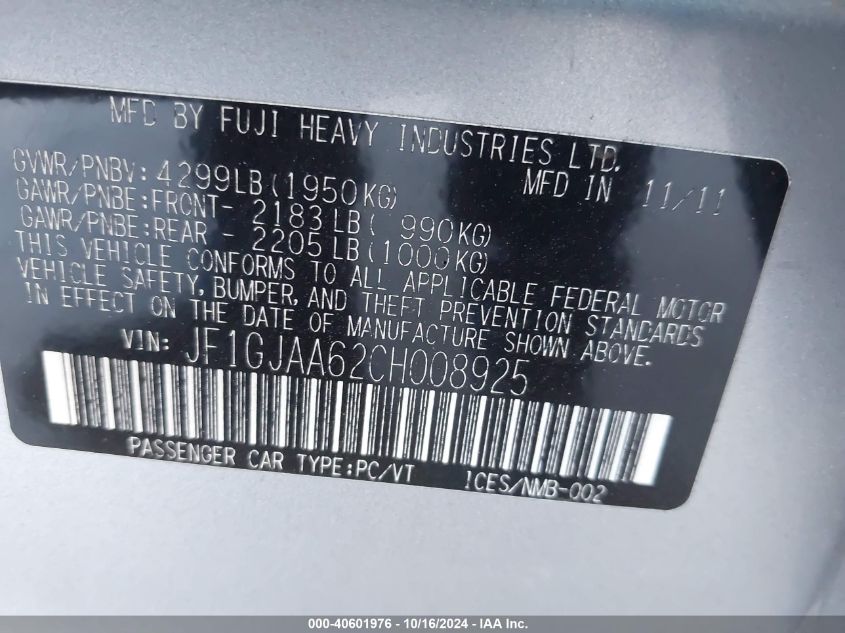 MFD BY FUJI HEAVY INDUSTRIES LTD.
MFD IN 11/11
GVWR/PNBV: 4299LB(1950KG)
GAWR/PNBE:FRONT- 2183LB( 990KG)
GAWR/PNBE:REAR - 2205LB(1000KG)
THIS VEHICLE CONFORMS TO ALL APPLICABLE FEDERAL MOTOR
VEHICLE SAFETY, BUMPER, AND THEFT PREVENTION STANDARDS
IN EFFECT ON THE DATE OF MANUFACTURE SHOWN ABOVE.
VIN: JF1GJAA62CH008925
PASSENGER CAR TYPE:PC/VT
ICES/NMB-002
000-40601976 - 10/16/2024 - IAA Inc.